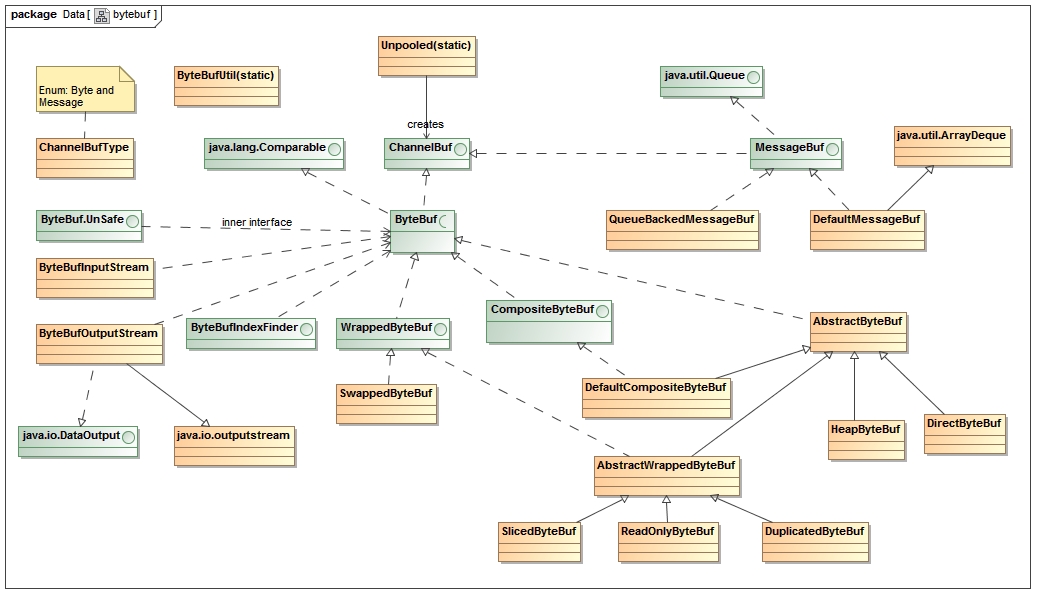 package Data [ bytebuf ]
Unpooled(static)
Enum: Byte and
Message
ByteBufUtil(static)
java.util.Queue
creates
ChannelBufType
java.lang.Comparable
ChannelBuf
MessageBuf
java.util.ArrayDeque
ByteBuf.UnSafe
inner interface
ByteBuf
QueueBackedMessageBuf
DefaultMessageBuf
ByteBufInputStream
ByteBufOutputStream
ByteBufIndexFinder
WrappedByteBuf
CompositeByteBuf
AbstractByteBuf
SwappedByteBuf
DefaultCompositeByteBuf
java.io.DataOutput
java.io.outputstream
HeapByteBuf
DirectByteBuf
AbstractWrappedByteBuf
SlicedByteBuf
ReadOnlyByteBuf
DuplicatedByteBuf